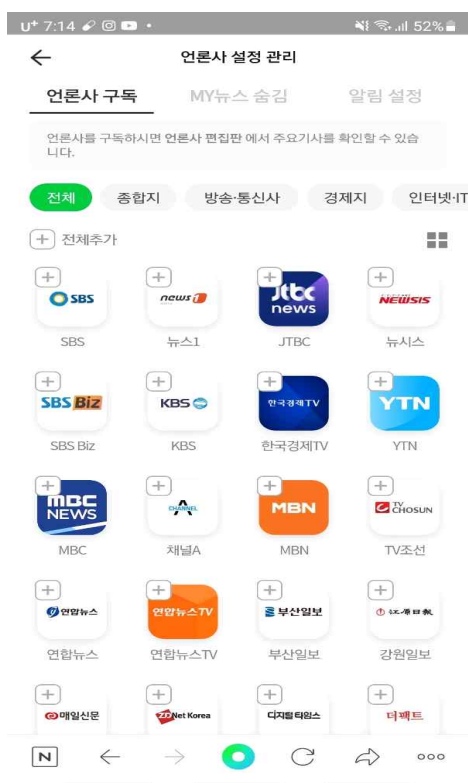 U+ 7:14
52%
언론사 설정 관리
언론사 구독 MY뉴스 숨김 알림 설정
언론사를 구독하시면 언론사 편집판 에서 주요기사를 확인할 수 있습
니다.
전체 종합지 방송·통신사 경제지 인터넷·IT
전체추가
SBS news1 Jtbc news NEWSIS
SBS 뉴스1 JTBC 뉴시스
SBS Biz KBS 한국경제TV YTN
SBS Biz KBS 한국경제TV YTN
MBC NEWS CHANNEL A MBN TV CHOSUN
MBC 채널A MBN TV조선
연합뉴스 연합뉴스TV 부산일보 江原日報
연합뉴스 연합뉴스TV 부산일보 강원일보
매일신문 ZDNet Korea 디지털타임스 더팩트
N